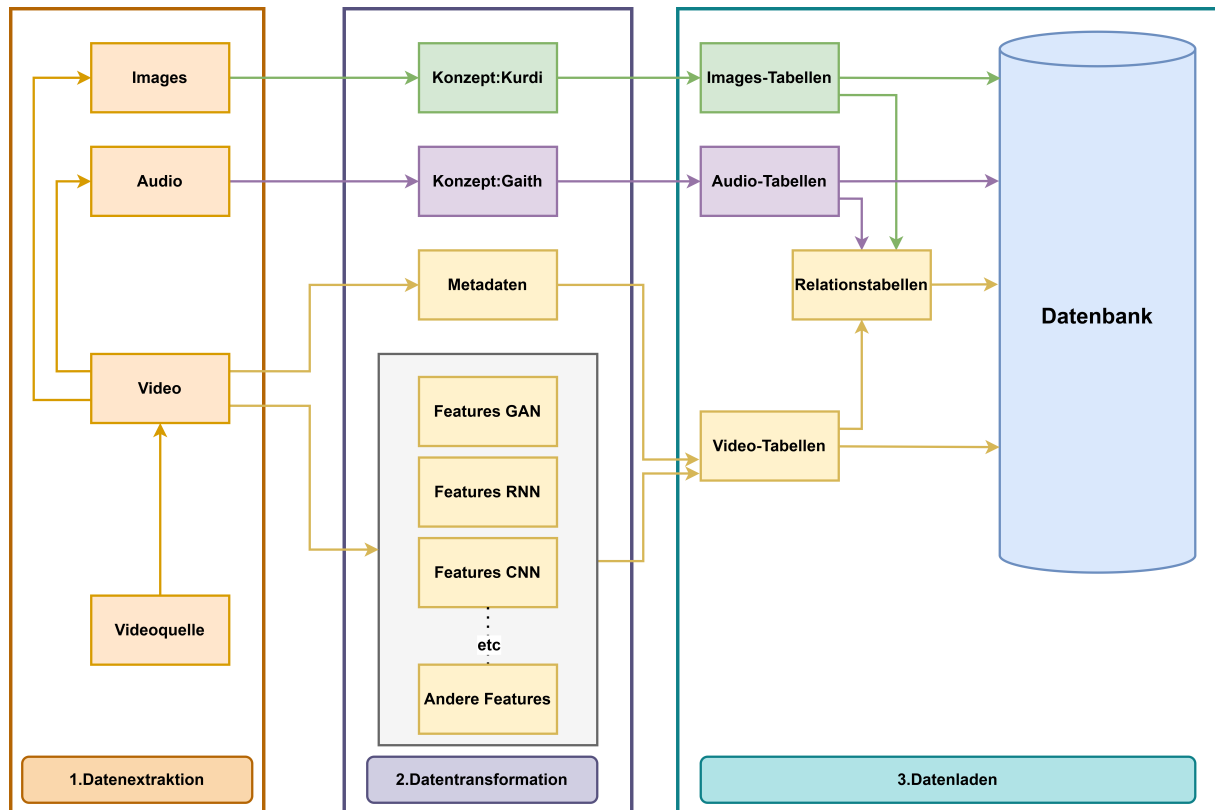 Images
Konzept:Kurdi
Images-Tabellen
Audio
Konzept:Gaith
Audio-Tabellen
Metadaten
Relationstabellen
Datenbank
Video
Features GAN
Video-Tabellen
Features RNN
Features CNN
Videoquelle
etc
Andere Features
1.Datenextraktion
2.Datentransformation
3.Datenladen